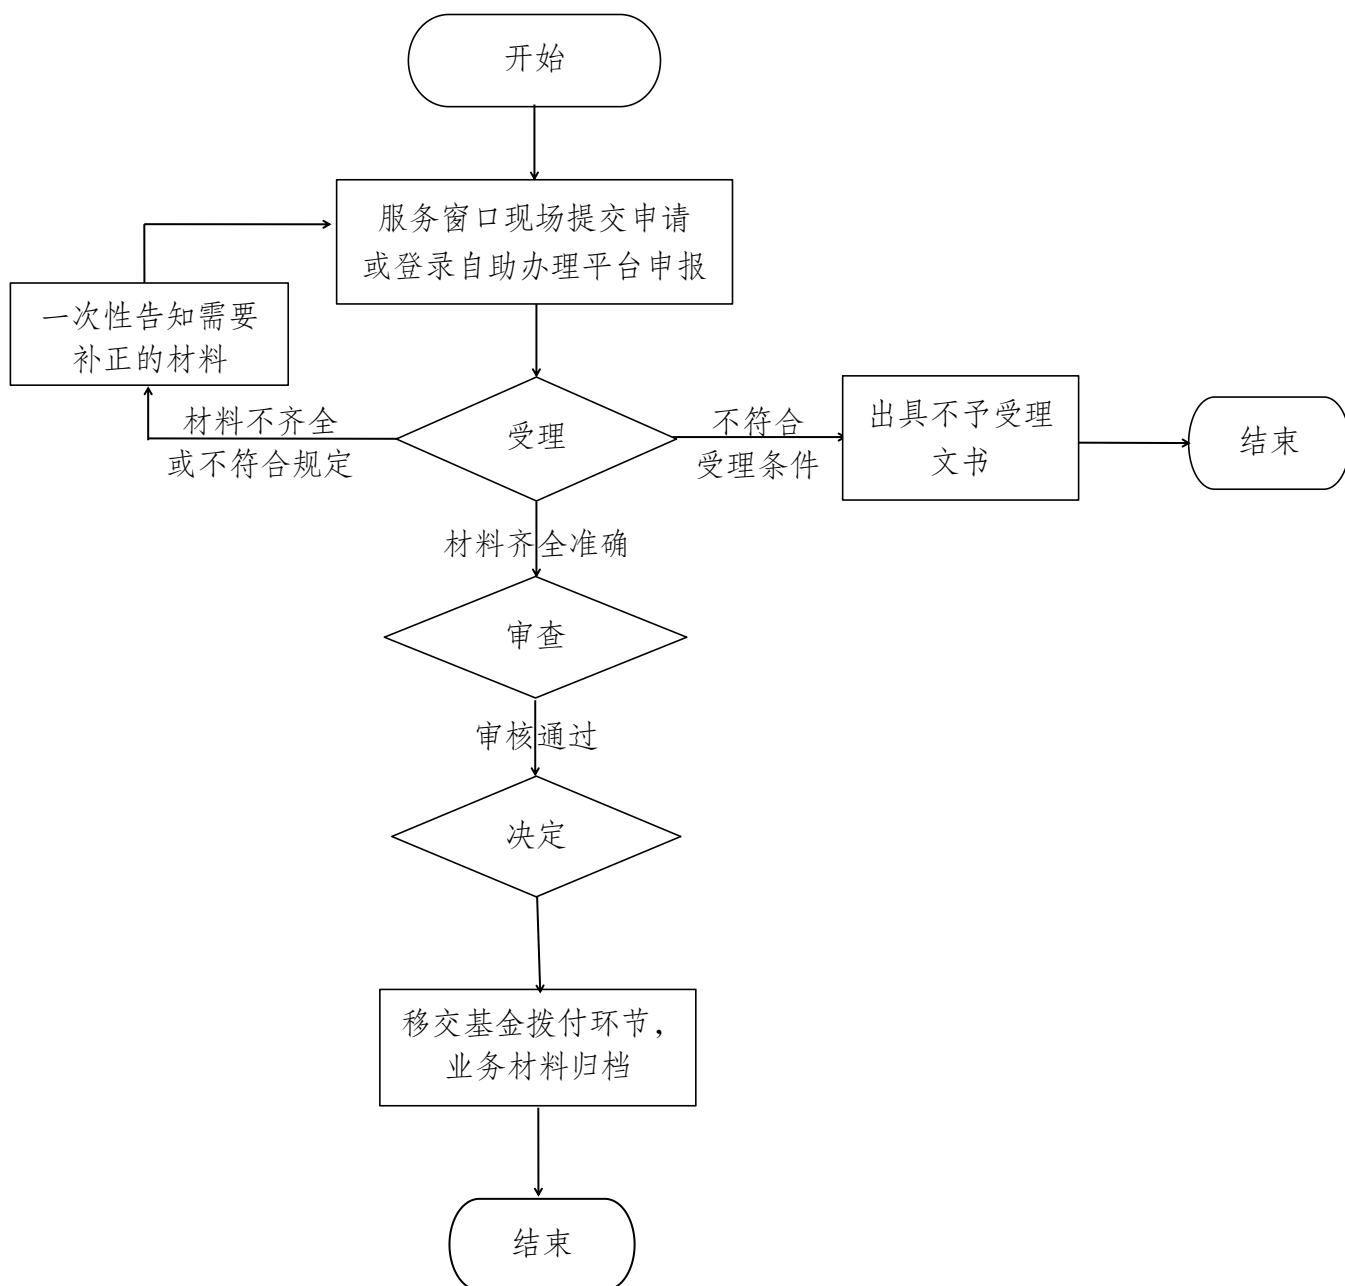 开始
服务窗口现场提交申请
或登录自助办理平台申报
一次性告知需要
补正的材料
材料不齐全
或不符合规定
受理
不符合
受理条件
出具不予受理
文书
结束
材料齐全准确
审查
审核通过
决定
移交基金拨付环节，
业务材料归档
结束